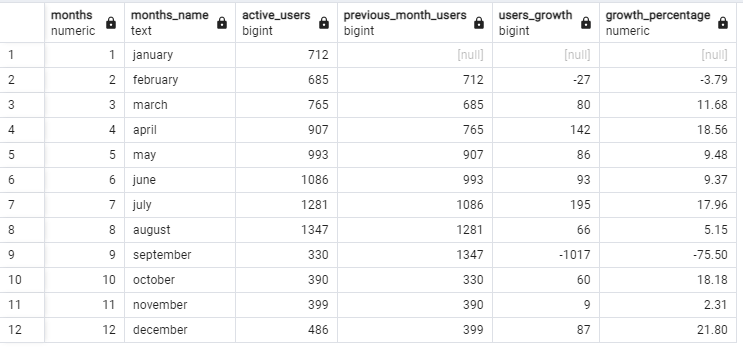 months months_name active_users previous_month_users users_growth growth_percentage
numeric text bigint bigint bigint numeric
1 1 january 712 [null] [null] [null]
2 2 february 685 712 -27 -3.79
3 3 march 765 685 80 11.68
4 4 april 907 765 142 18.56
5 5 may 993 907 86 9.48
6 6 june 1086 993 93 9.37
7 7 july 1281 1086 195 17.96
8 8 august 1347 1281 66 5.15
9 9 september 330 1347 -1017 -75.50
10 10 october 390 330 60 18.18
11 11 november 399 390 9 2.31
12 12 december 486 399 87 21.80